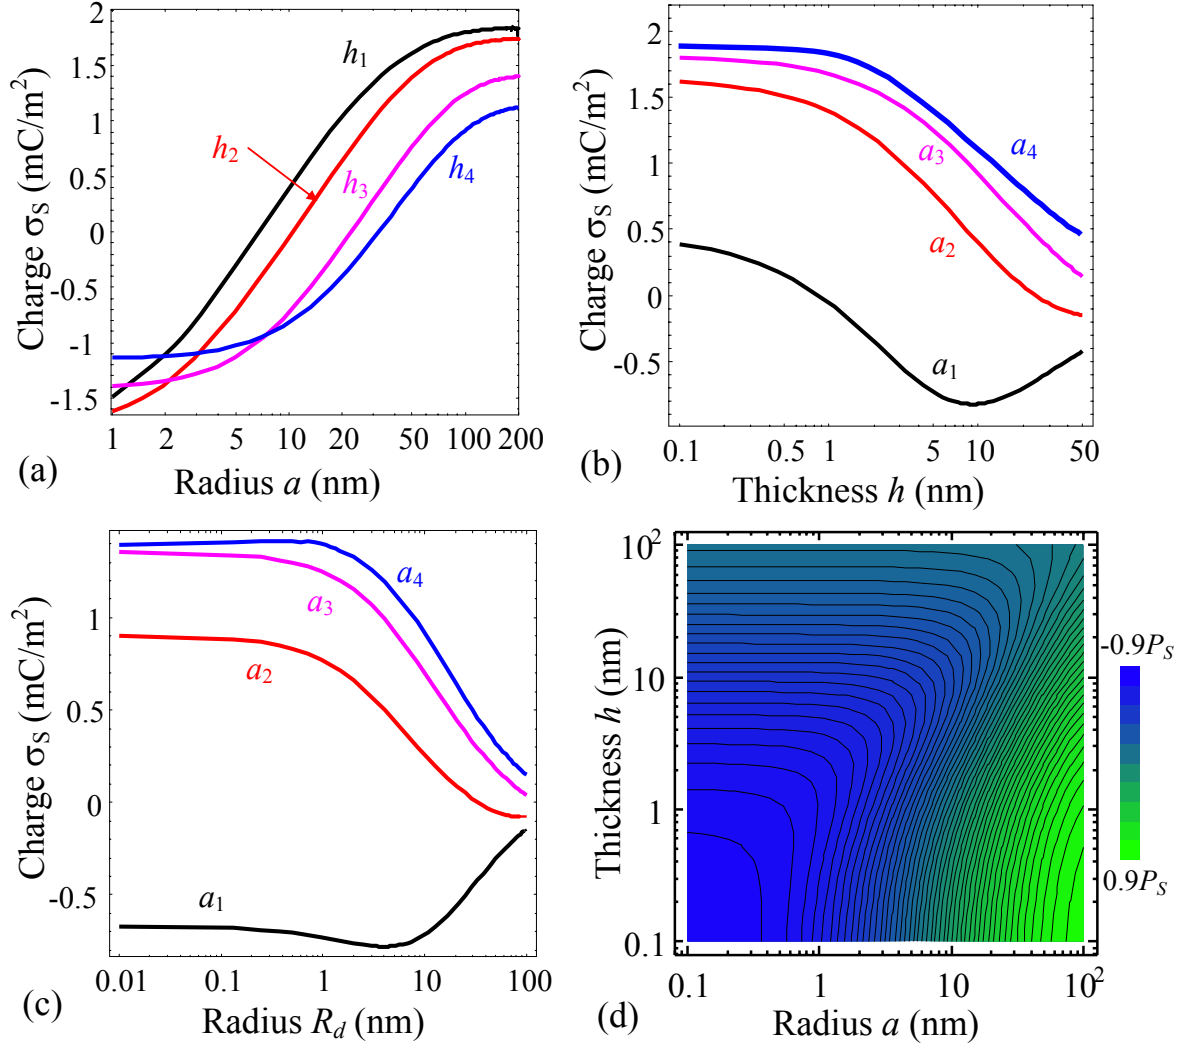 2
1.5
1
0.5
0
-0.5
-1
-1.5
Charge σS (mC/m2)
h1
h2
h3
h4
1 2 5 10 20 50 100 200
(a) Radius a (nm)
2
1.5
1
0.5
0
-0.5
Charge σS (mC/m2)
a4
a3
a2
a1
0.1 0.5 1 5 10 50
(b) Thickness h (nm)
1
0.5
0
-0.5
Charge σS (mC/m2)
a4
a3
a2
a1
0.01 0.1 1 10 100
(c) Radius Rd (nm)
102
10
1
0.1
Thickness h (nm)
-0.9PS
0.9PS
0.1 1 10 102
(d) Radius a (nm)